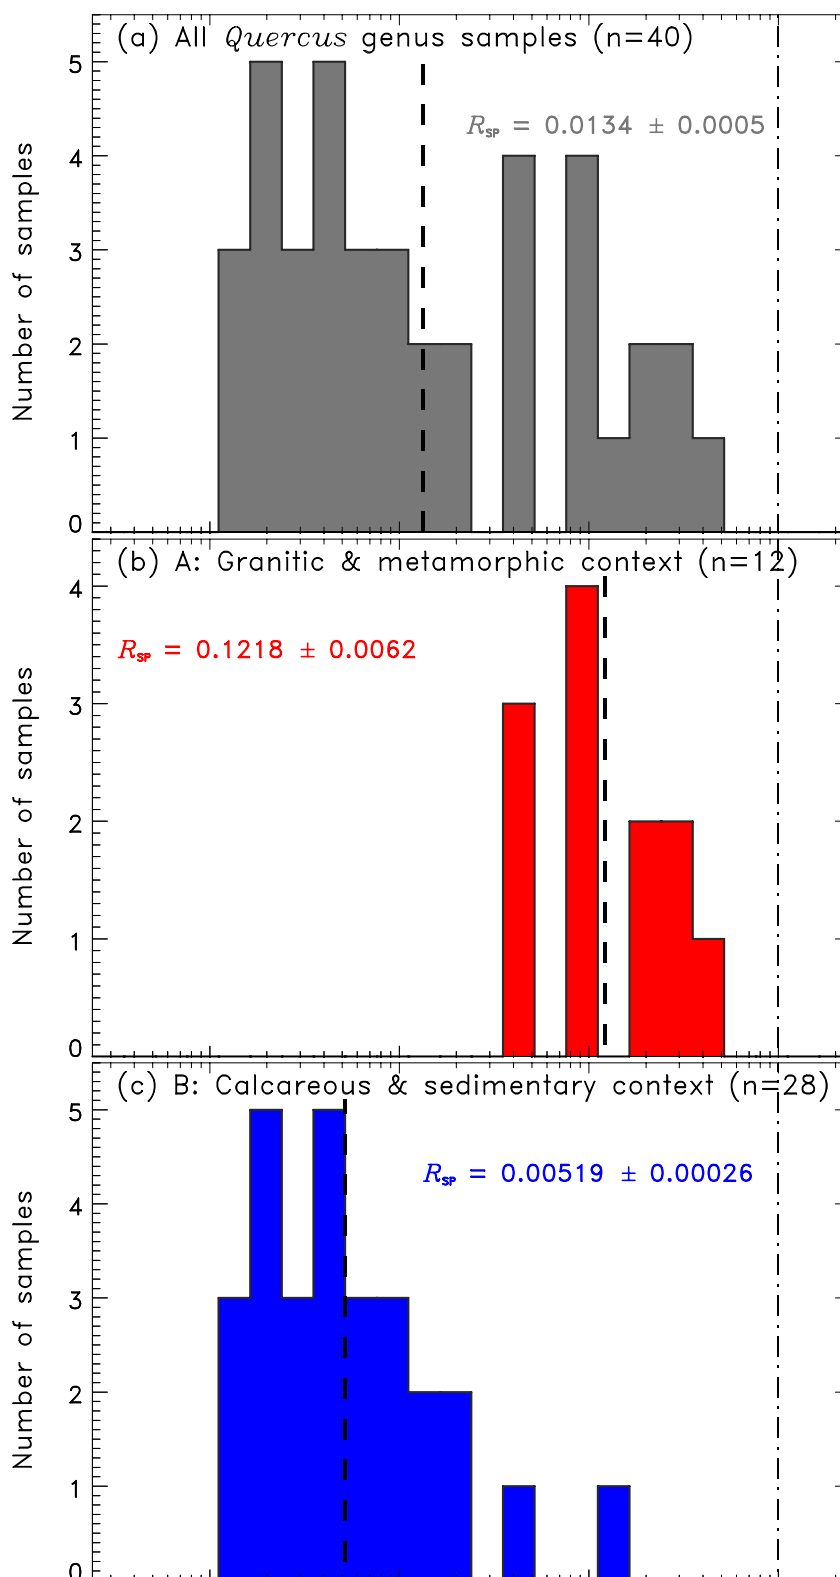 (a) All Quercus genus samples (n=40)
5
R_SP = 0.0134 ± 0.0005
4
3
2
1
0
Number of samples
(b) A: Granitic & metamorphic context (n=12)
4
R_SP = 0.1218 ± 0.0062
3
2
1
0
Number of samples
(c) B: Calcareous & sedimentary context (n=28)
5
R_SP = 0.00519 ± 0.00026
4
3
2
1
0
Number of samples